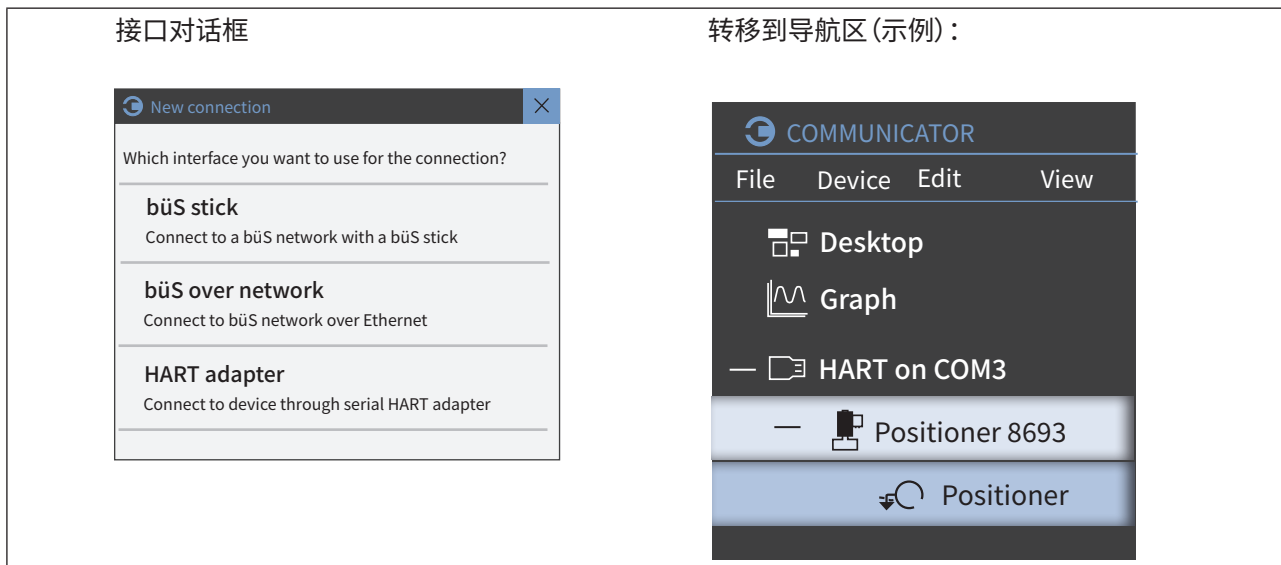 接口对话框
New connection
Which interface you want to use for the connection?
büS stick
Connect to a büS network with a büS stick
büS over network
Connect to büS network over Ethernet
HART adapter
Connect to device through serial HART adapter
转移到导航区(示例):
COMMUNICATOR
File Device Edit View
Desktop
Graph
HART on COM3
Positioner 8693
Positioner